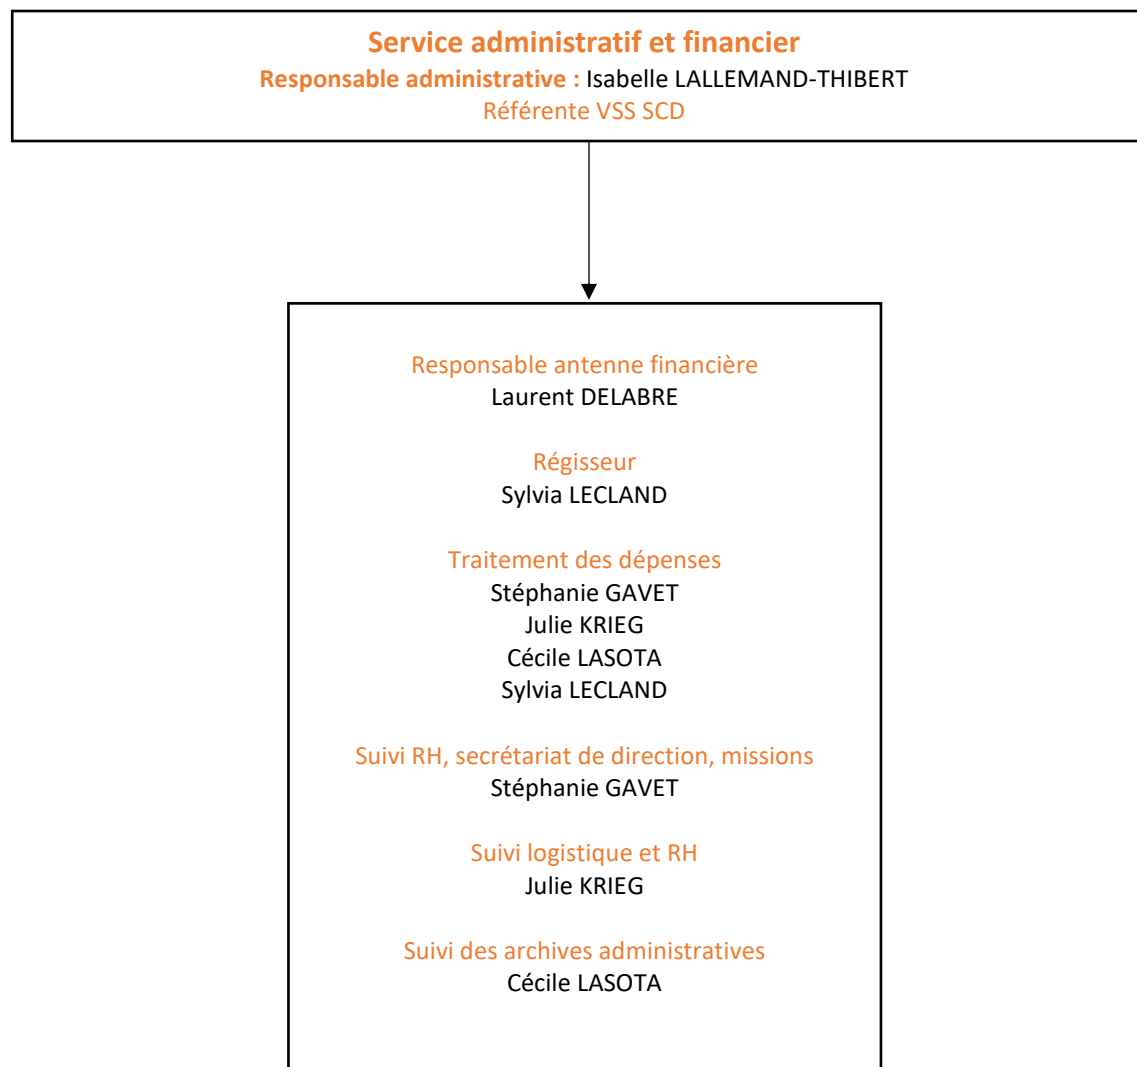 Service administratif et financier
Responsable administrative : Isabelle LALLEMAND-THIBERT
Référente VSS SCD
Responsable antenne financière
Laurent DELABRE
Régisseur
Sylvia LECLAND
Traitement des dépenses
Stéphanie GAVET
Julie KRIEG
Cécile LASOTA
Sylvia LECLAND
Suivi RH, secrétariat de direction, missions
Stéphanie GAVET
Suivi logistique et RH
Julie KRIEG
Suivi des archives administratives
Cécile LASOTA